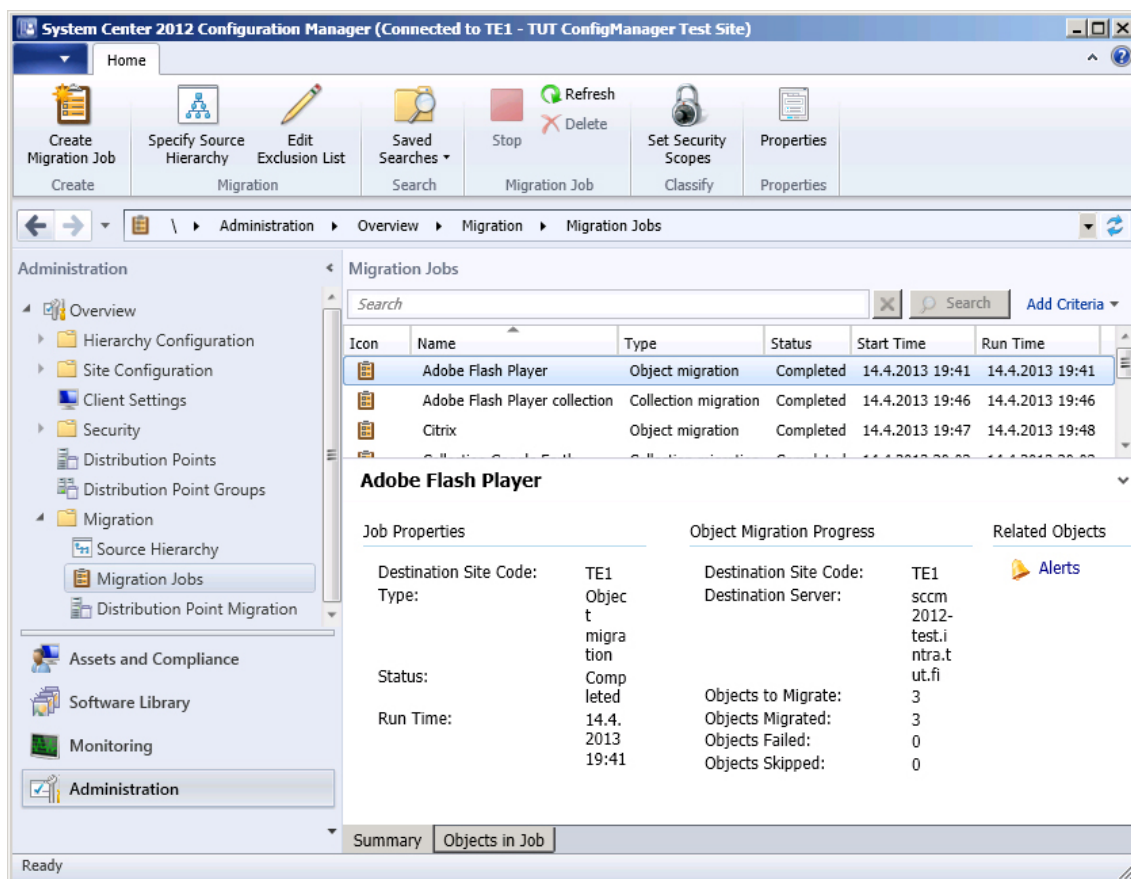 System Center 2012 Configuration Manager (Connected to TE1 - TUT ConfigManager Test Site)
Home
Create Migration Job
Specify Source Hierarchy
Edit Exclusion List
Saved Searches
Stop
Refresh
Delete
Set Security Scopes
Properties
Create
Migration
Search
Migration Job
Classify
Properties
\ Administration Overview Migration Migration Jobs
Administration
Overview
Hierarchy Configuration
Site Configuration
Client Settings
Security
Distribution Points
Distribution Point Groups
Migration
Source Hierarchy
Migration Jobs
Distribution Point Migration
Assets and Compliance
Software Library
Monitoring
Administration
Migration Jobs
Search
Search
Add Criteria
Icon Name Type Status Start Time Run Time
Adobe Flash Player Object migration Completed 14.4.2013 19:41 14.4.2013 19:41
Adobe Flash Player collection Collection migration Completed 14.4.2013 19:46 14.4.2013 19:46
Citrix Object migration Completed 14.4.2013 19:47 14.4.2013 19:48
Adobe Flash Player
Job Properties
Destination Site Code: TE1
Type: Objec
t
migra
tion
Status: Comp
leted
Run Time: 14.4.
2013
19:41
Object Migration Progress
Destination Site Code: TE1
Destination Server: sccm
2012-
test.i
ntra.t
ut.fi
Objects to Migrate: 3
Objects Migrated: 3
Objects Failed: 0
Objects Skipped: 0
Related Objects
Alerts
Summary
Objects in Job
Ready